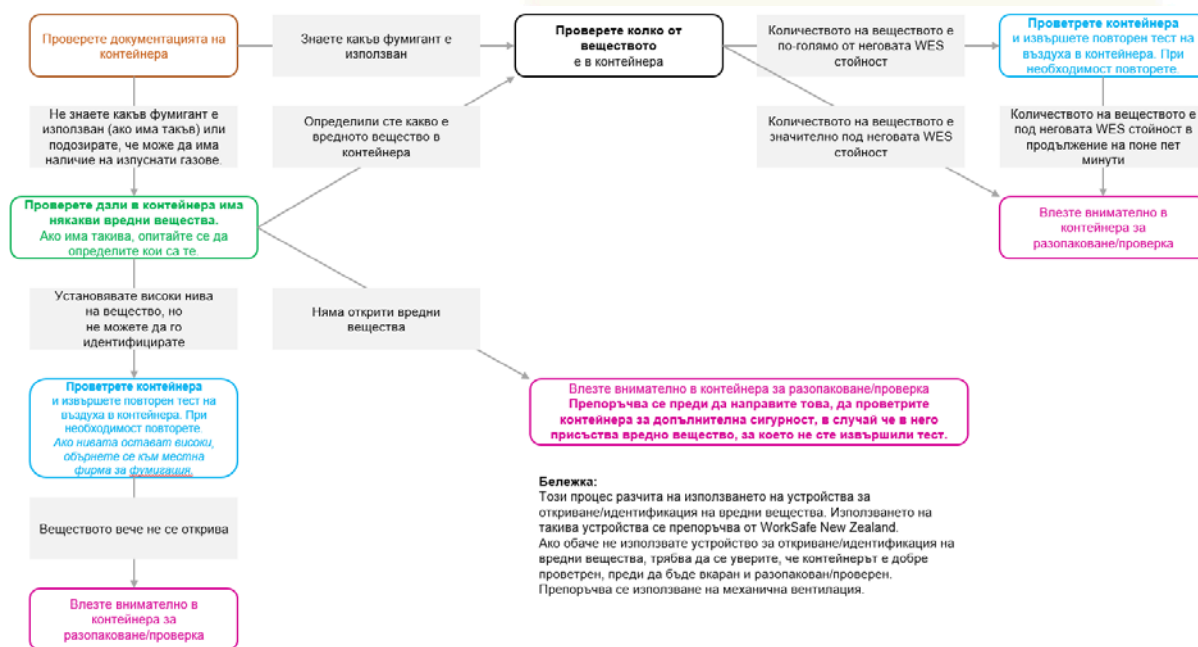 Проверете документацията на
контейнера
Знаете какъв фумигант е
използван
Проверете колко от
веществото
е в контейнера
Количеството на веществото е
по-голямо от неговата WES
стойност
Проветрете контейнера
и извършете повторен тест на
въздуха в контейнера. При
необходимост повторете.
Не знаете какъв фумигант е
използван (ако има такъв) или
подозирате, че може да има
наличие на изпуснати газове.
Определили сте какво е
вредното вещество в
контейнера
Количеството на веществото е
значително под неговата WES
стойност
Количеството на веществото е
под неговата WES стойност в
продължение на поне пет
минути
Проверете дали в контейнера има
някакви вредни вещества.
Ако има такива, опитайте се да
определите кои са те.
Влезте внимателно в
контейнера за
разопаковане/проверка
Установявате високи нива
на вещество, но
не можете да го
идентифицирате
Няма открити вредни
вещества
Проветрете контейнера
и извършете повторен тест на
въздуха в контейнера. При
необходимост повторете.
Ако нивата остават високи,
обърнете се към местна
фирма за фумигация.
Влезте внимателно в контейнера за разопаковане/проверка
Препоръчва се преди да направите това, да проветрите
контейнера за допълнителна сигурност, в случай че в него
присъства вредно вещество, за което не сте извършили тест.
Веществото вече не се открива
Бележка:
Този процес разчита на използването на устройства за
откриване/идентификация на вредни вещества. Използването на
такива устройства се препоръчва от WorkSafe New Zealand.
Ако обаче не използвате устройство за откриване/идентификация на
вредни вещества, трябва да се уверите, че контейнерът е добре
проветрен, преди да бъде вкаран и разопакован/проверен.
Препоръчва се използване на механична вентилация.
Влезте внимателно в
контейнера за
разопаковане/проверка